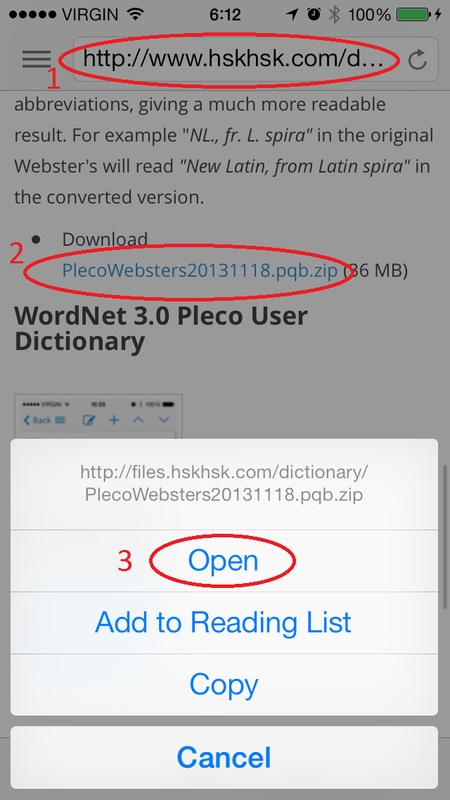 VIRGIN 6:12 100%
1 http://www.hskhsk.com/d...
abbreviations, giving a much more readable
result. For example "NL., fr. L. spira" in the original
Webster's will read "New Latin, from Latin spira" in
the converted version.
2 • Download
PlecoWebsters20131118.pqb.zip (36 MB)
WordNet 3.0 Pleco User
Dictionary
VIRGIN 10:55 100%
Back
http://files.hskhsk.com/dictionary/
PlecoWebsters20131118.pqb.zip
3 Open
Add to Reading List
Copy
Cancel